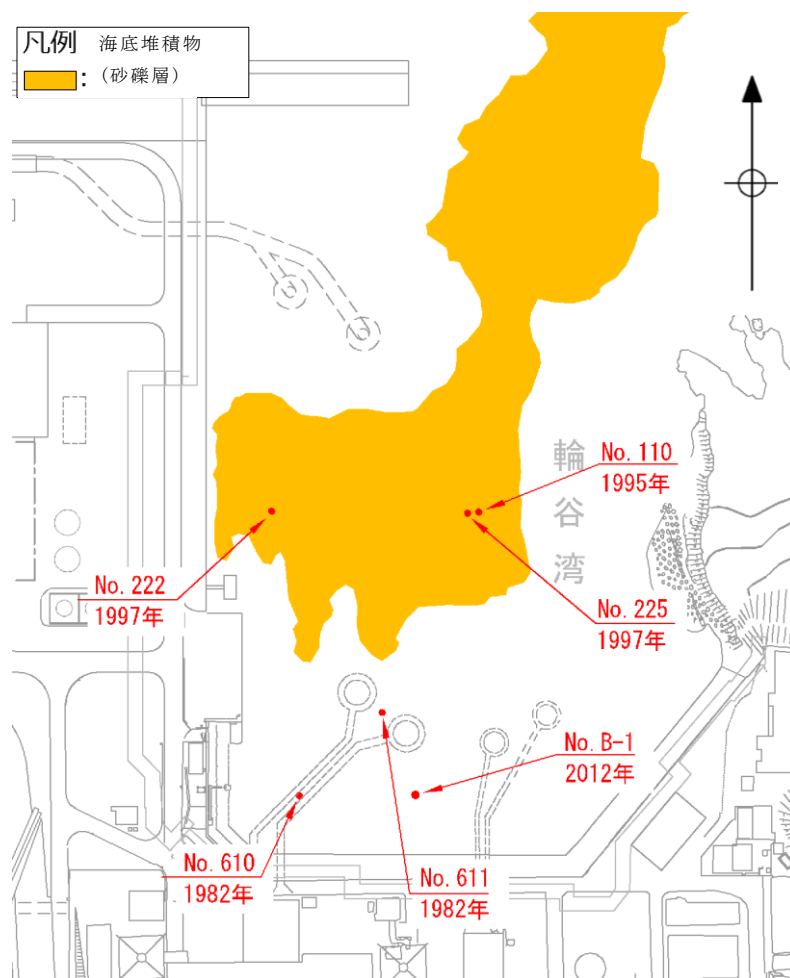 凡例 海底堆積物
：(砂礫層)
輪谷湾
No.110
1995年
No.222
1997年
No.225
1997年
No.B-1
2012年
No.610
1982年
No.611
1982年